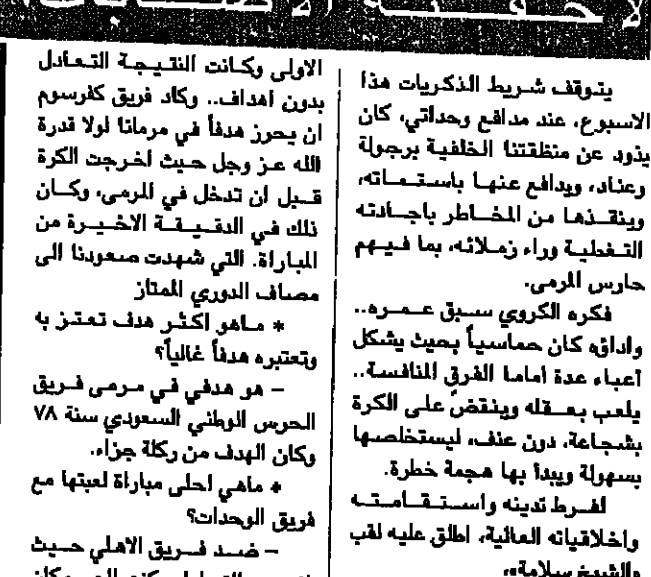 يتوقف شريط الذكريات هذا
الاسبوع، عند مدافع وحداتي، كان
يذود عن منطقتنا الخلفية برجولة
وعناد، ويدافع عنها باستماته،
وينقذها من المخاطر باجادته
التغطية وراء زملائه، بما فيهم
حارس المرمى.
فكره الكروي سبق عمره..
واداؤه كان حماسياً بحيث يشكل
أعباء عدة أماما الفرق المنافسة..
يلعب بعقله وينقض على الكرة
بشجاعة، دون عنف، ليستخلصها
بسهولة ويبدأ بها هجمة خطرة.
لفرط تدينه واستقامته
واخلاقياته العالية، اطلق عليه لقب
«الشيخ سلامة»،
الاولى وكانت النتيجة التعادل
بدون اهداف.. وكاد فريق كفرسوم
ان يحرز هدفاً في مرمانا لولا قدرة
الله عز وجل حيث اخرجت الكرة
قبل ان تدخل في المرمى، وكان
ذلك في الدقيقة الاخيرة من
المباراة. التي شهدت صعودنا الى
مصاف الدوري الممتاز
* ماهو اكثر هدف تعتز به
وتعتبره هدفاً غالياً؟
– هو هدفي في مرمى فريق
الحرس الوطني السعودي سنة ٧٨
وكان الهدف من ركلة جزاء.
* ماهي احلى مباراة لعبتها مع
فريق الوحدات؟
– ضد فريق الاهلي حيث